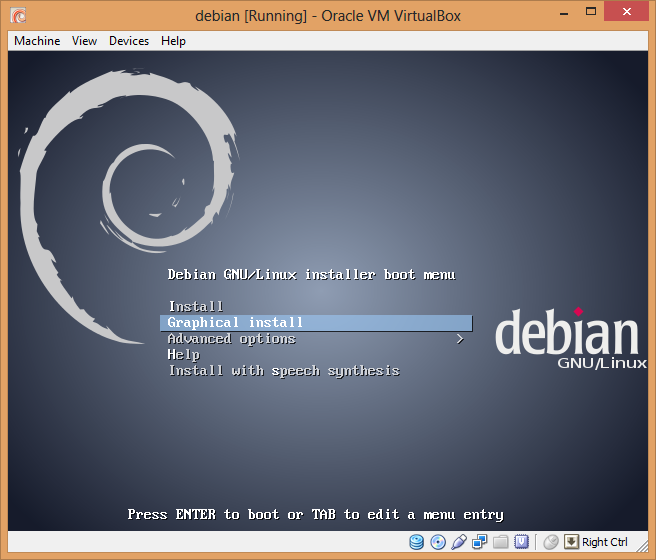 debian [Running] - Oracle VM VirtualBox
Machine View Devices Help
Debian GNU/Linux installer boot menu
Install
Graphical install
Advanced options >
Help
Install with speech synthesis
debian
GNU/Linux
Press ENTER to boot or TAB to edit a menu entry
Right Ctrl